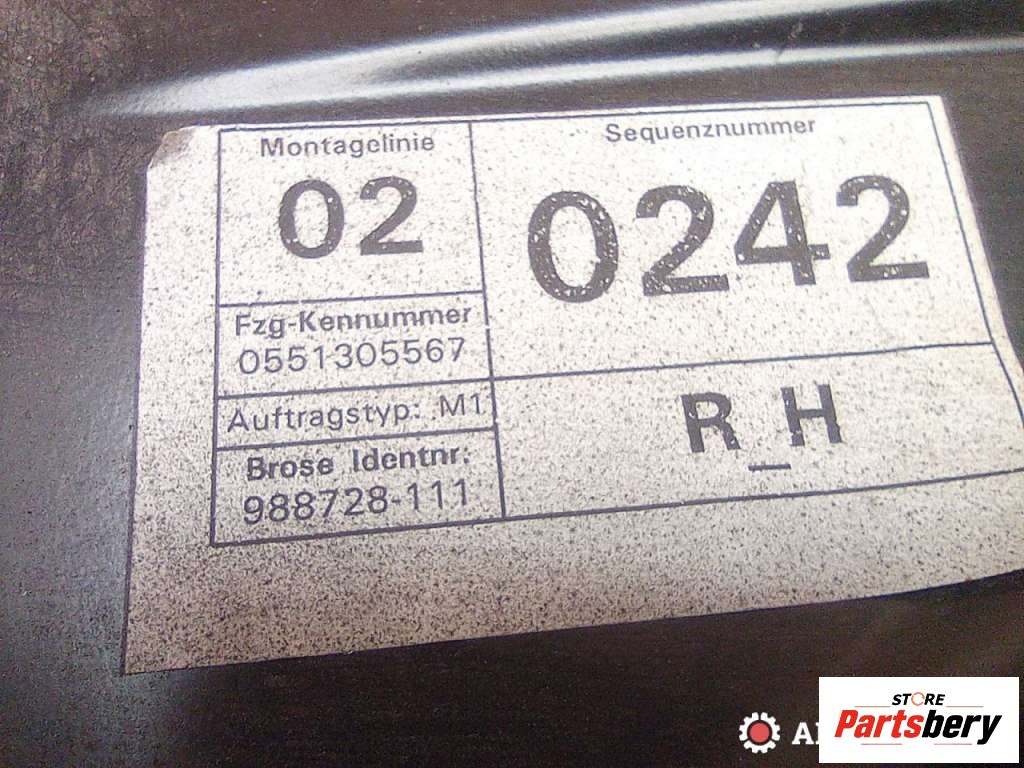 Montagelinie
02
Sequenznummer
0242
Fzg-Kennummer
0551305567
Auftragstyp: .M1
Brose Identnr:
988728-111
R_H
STORE
Partsbery